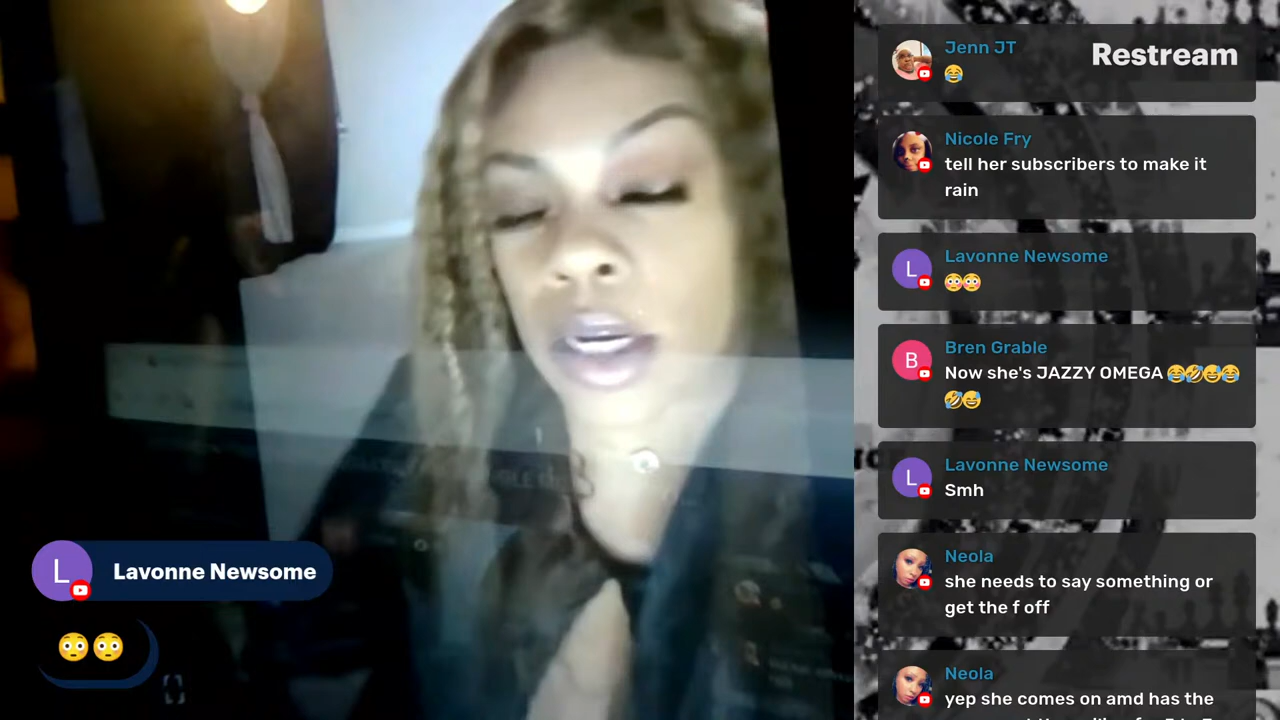 Jenn JT
Restream
😂
Nicole Fry
tell her subscribers to make it
rain
Lavonne Newsome
😳😳
Bren Grable
Now she's JAZZY OMEGA 😂🤣😅😂
🤣😅
Lavonne Newsome
Smh
Neola
she needs to say something or
get the f off
Neola
yep she comes on amd has the
L Lavonne Newsome
😳😳